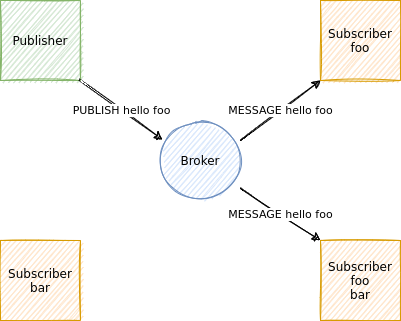 Publisher
Subscriber
foo
PUBLISH hello foo
MESSAGE hello foo
Broker
MESSAGE hello foo
Subscriber
bar
Subscriber
foo
bar